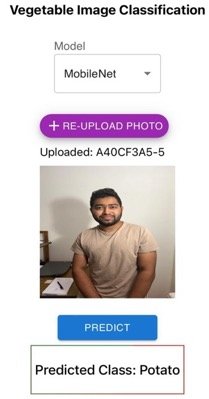 Vegetable Image Classification
Model
MobileNet
+ RE-UPLOAD PHOTO
Uploaded: A40CF3A5-5
PREDICT
Predicted Class: Potato